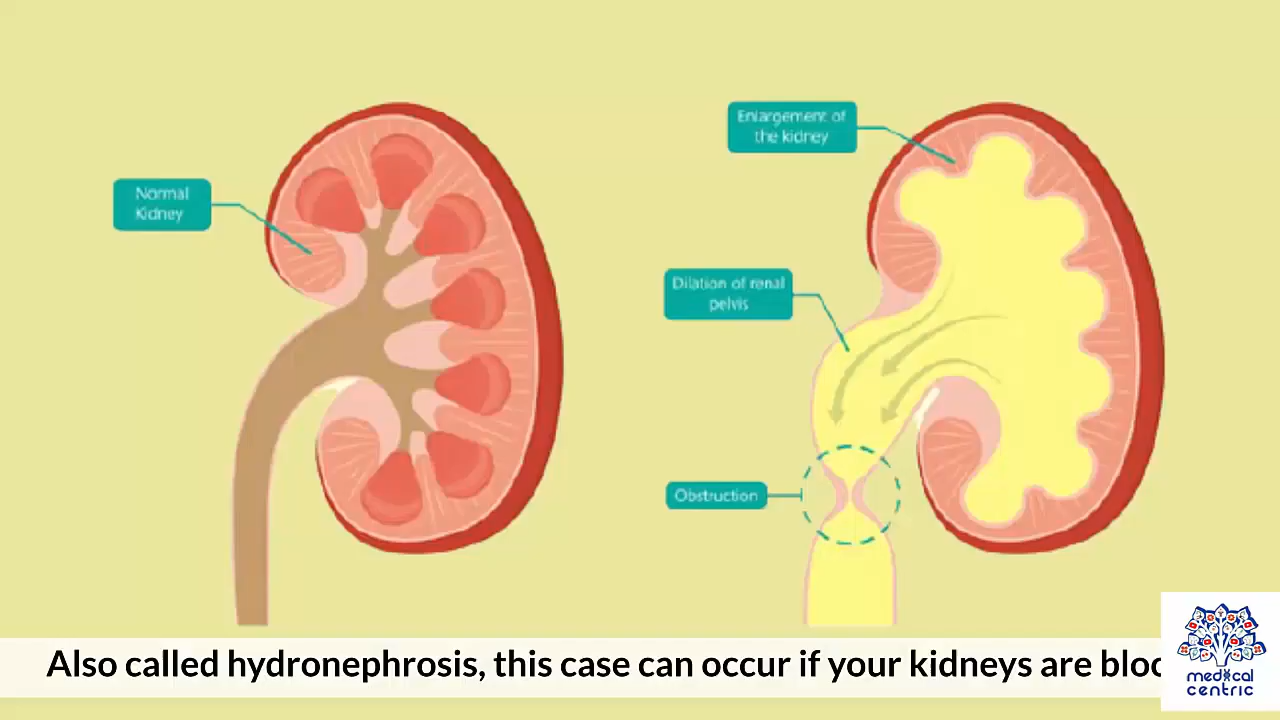 Normal
Kidney
Enlargement of
the kidney
Dilation of renal
pelvis
Obstruction
Also called hydronephrosis, this case can occur if your kidneys are bloc
medical
centric